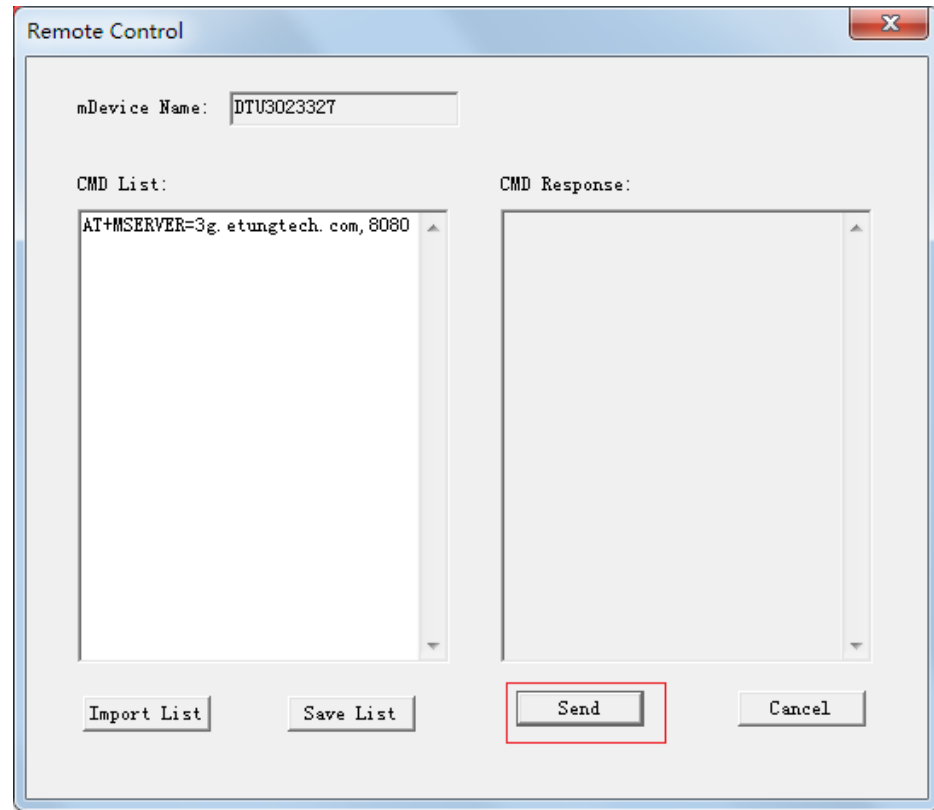 Remote Control
mDevice Name: DTU3023327
CMD List:
CMD Response:
AT+MSERVER=3g.etungtech.com,8080
Import List
Save List
Send
Cancel